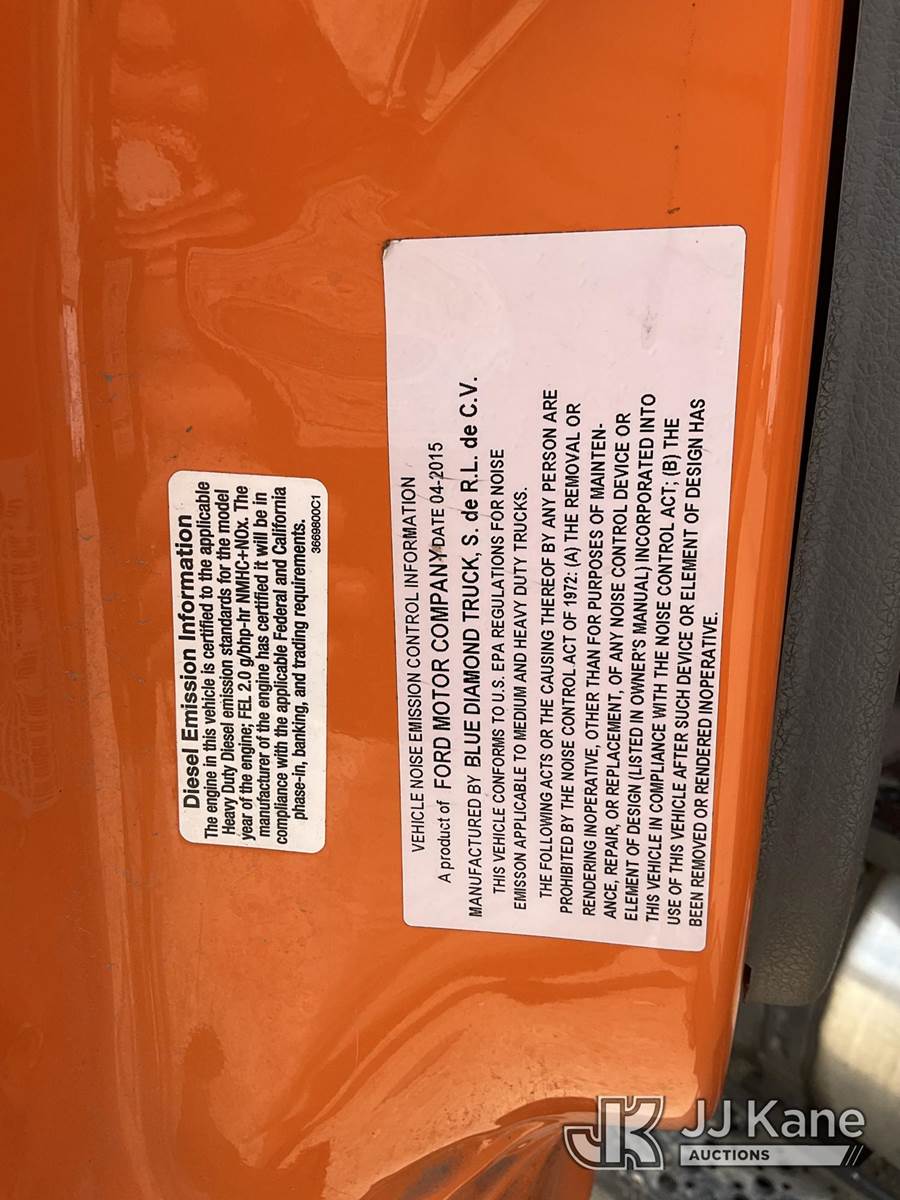 Diesel Emission Information
The engine in this vehicle is certified to the applicable
Heavy Duty Diesel emission standards for the model
year of the engine; FEL 2.0 g/bhp-hr NMHC+NOx. The
manufacturer of the engine has certified it will be in
compliance with the applicable Federal and California
phase-in, banking, and trading requirements.
3669800C1
VEHICLE NOISE EMISSION CONTROL INFORMATION
A product of FORD MOTOR COMPANY DATE 04-2015
MANUFACTURED BY BLUE DIAMOND TRUCK, S. de R.L. de C.V.
THIS VEHICLE CONFORMS TO U.S. EPA REGULATIONS FOR NOISE
EMISSON APPLICABLE TO MEDIUM AND HEAVY DUTY TRUCKS.
THE FOLLOWING ACTS OR THE CAUSING THEREOF BY ANY PERSON ARE
PROHIBITED BY THE NOISE CONTROL ACT OF 1972: (A) THE REMOVAL OR
RENDERING INOPERATIVE, OTHER THAN FOR PURPOSES OF MAINTEN-
ANCE, REPAIR, OR REPLACEMENT, OF ANY NOISE CONTROL DEVICE OR
ELEMENT OF DESIGN (LISTED IN OWNER'S MANUAL) INCORPORATED INTO
THIS VEHICLE IN COMPLIANCE WITH THE NOISE CONTROL ACT; (B) THE
USE OF THIS VEHICLE AFTER SUCH DEVICE OR ELEMENT OF DESIGN HAS
BEEN REMOVED OR RENDERED INOPERATIVE.
JK JJ Kane
AUCTIONS